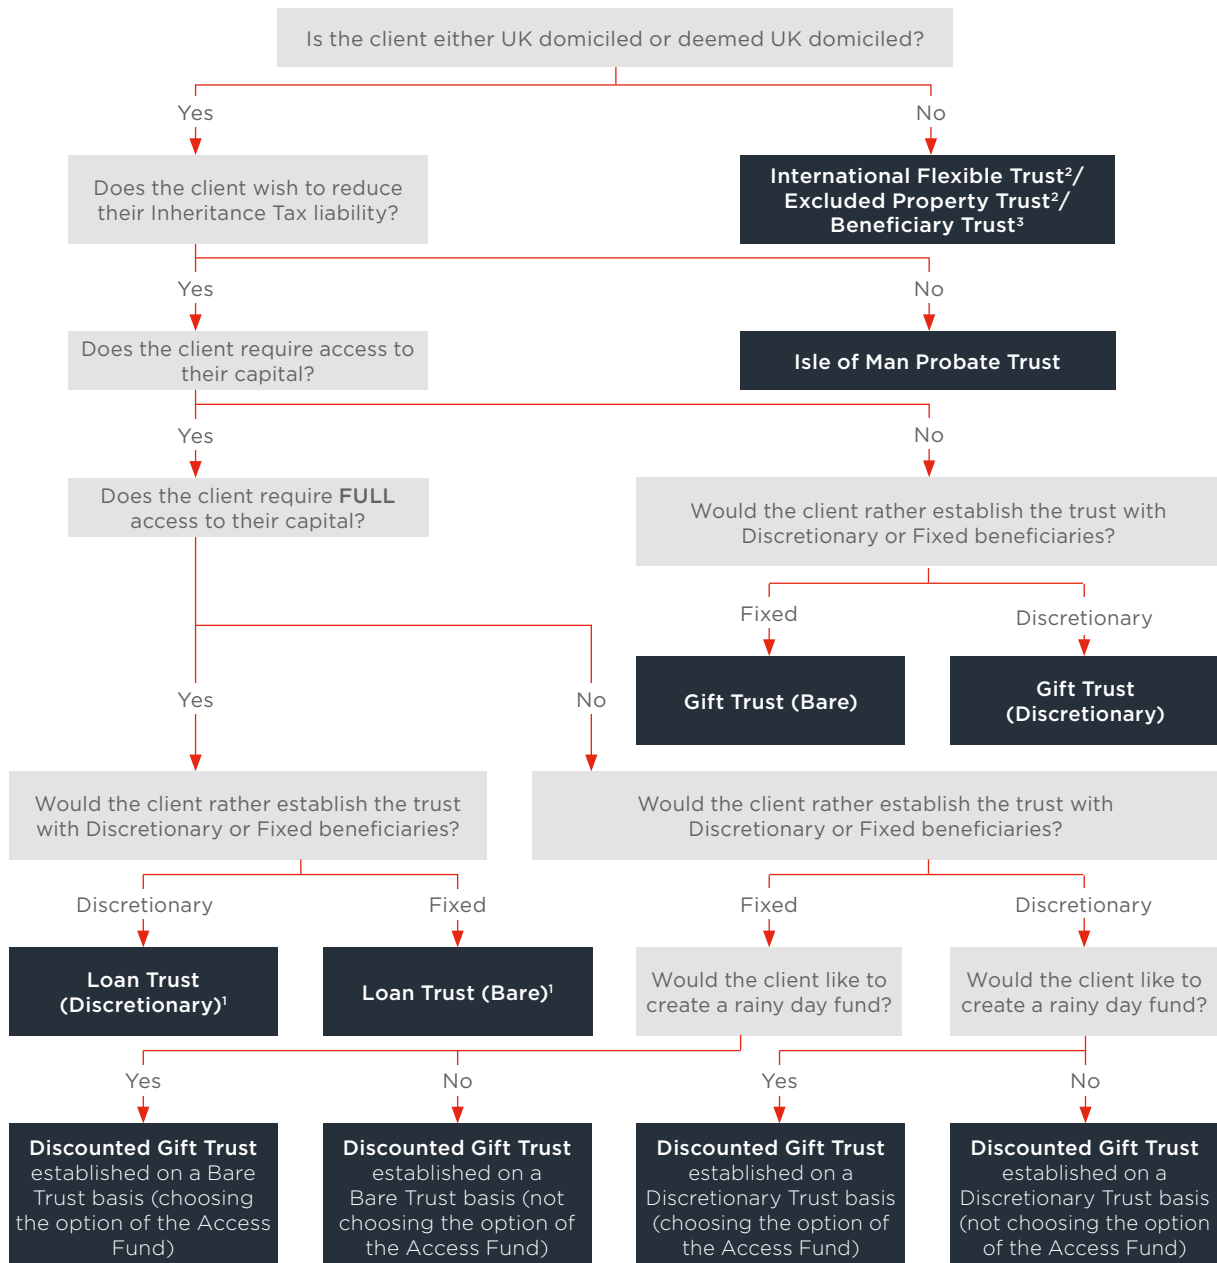 Is the client either UK domiciled or deemed UK domiciled?
Yes
No
Does the client wish to reduce
their Inheritance Tax liability?
International Flexible Trust²/
Excluded Property Trust²/
Beneficiary Trust³
Yes
No
Does the client require access to
their capital?
Isle of Man Probate Trust
Yes
No
Does the client require FULL
access to their capital?
Would the client rather establish the trust with
Discretionary or Fixed beneficiaries?
Fixed
Discretionary
Gift Trust (Bare)
Gift Trust
(Discretionary)
Yes
No
Would the client rather establish the trust
with Discretionary or Fixed beneficiaries?
Would the client rather establish the trust with
Discretionary or Fixed beneficiaries?
Discretionary
Fixed
Fixed
Discretionary
Loan Trust
(Discretionary)¹
Loan Trust (Bare)¹
Would the client like to
create a rainy day fund?
Would the client like to
create a rainy day fund?
Yes
No
Yes
No
Discounted Gift Trust
established on a Bare
Trust basis (choosing
the option of the Access
Fund)
Discounted Gift Trust
established on a
Bare Trust basis (not
choosing the option of
the Access Fund)
Discounted Gift Trust
established on a
Discretionary Trust basis
(choosing the option of
the Access Fund)
Discounted Gift Trust
established on a
Discretionary Trust basis
(not choosing the option
of the Access Fund)